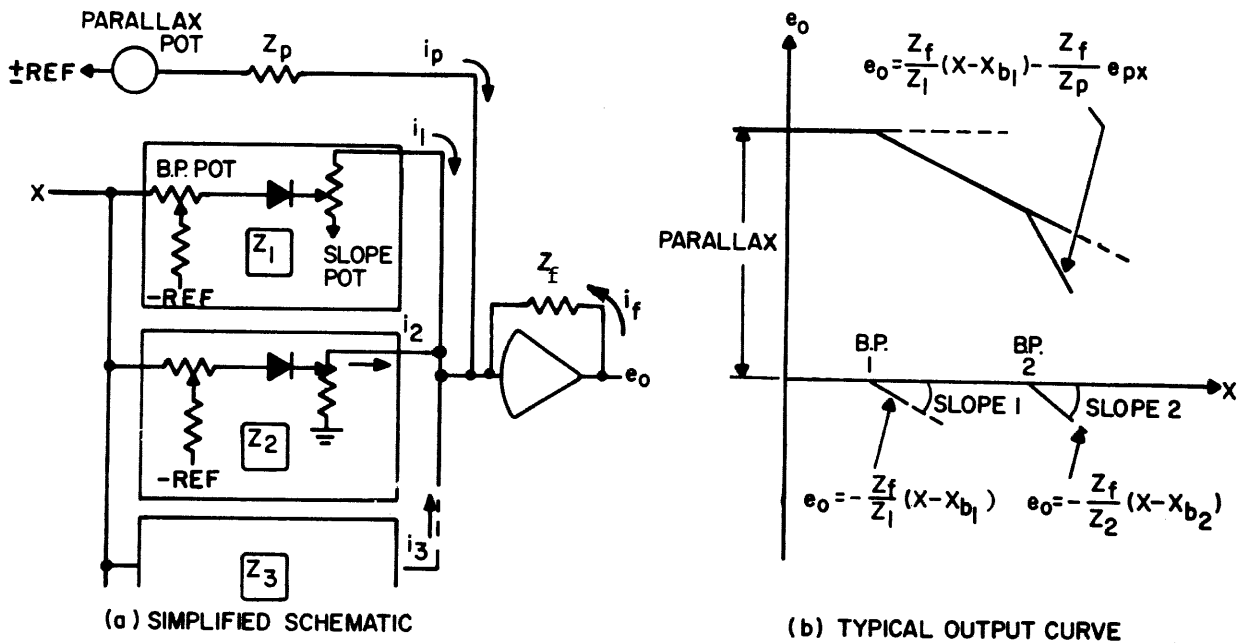 PARALLAX
POT
±REF
Zp
ip
i1
X
B.P. POT
Z1
SLOPE
POT
-REF
i2
Z2
-REF
i3
Z3
Zf
if
eo
(a) SIMPLIFIED SCHEMATIC
eo
eo = Zf/Z1 (X-Xb1) - Zf/Zp epx
PARALLAX
B.P.
1
B.P.
2
X
SLOPE 1
SLOPE 2
eo = - Zf/Z1 (X-Xb1)
eo = - Zf/Z2 (X-Xb2)
(b) TYPICAL OUTPUT CURVE